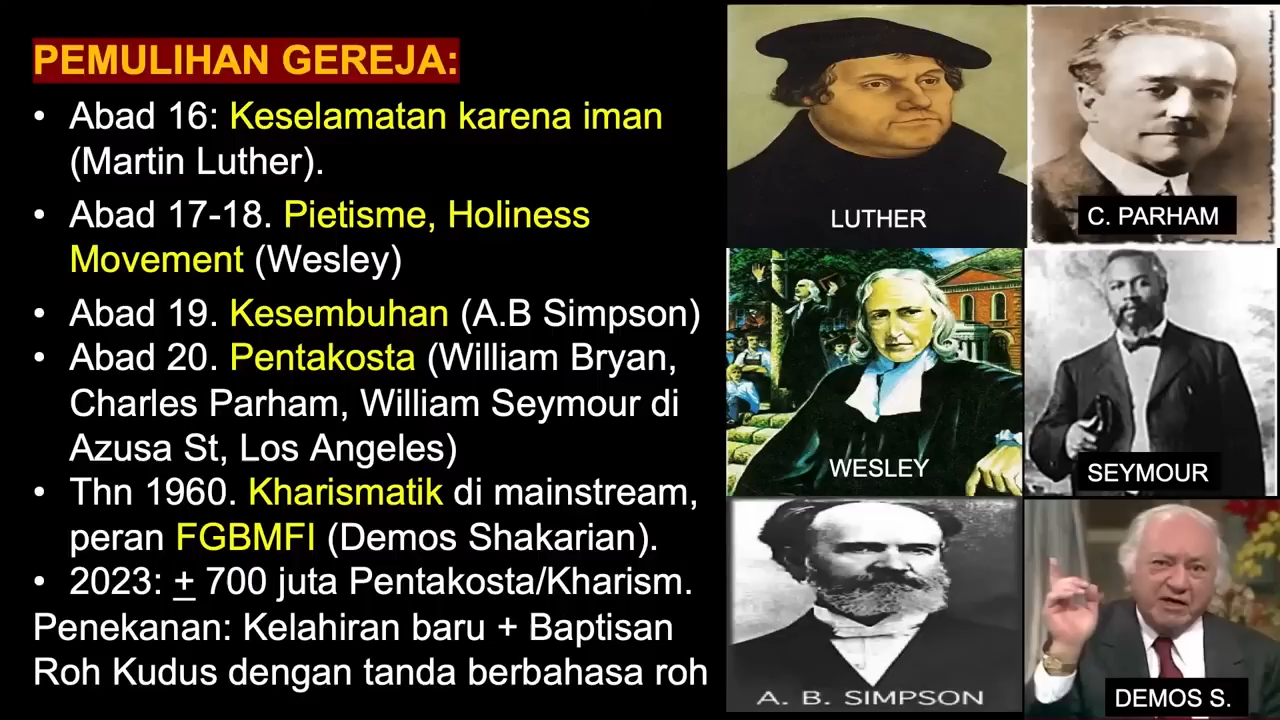 PEMULIHAN GEREJA:
• Abad 16: Keselamatan karena iman
(Martin Luther).
• Abad 17-18. Pietisme, Holiness
Movement (Wesley)
• Abad 19. Kesembuhan (A.B Simpson)
• Abad 20. Pentakosta (William Bryan,
Charles Parham, William Seymour di
Azusa St, Los Angeles)
• Thn 1960. Kharismatik di mainstream,
peran FGBMFI (Demos Shakarian).
• 2023: + 700 juta Pentakosta/Kharism.
Penekanan: Kelahiran baru + Baptisan
Roh Kudus dengan tanda berbahasa roh
LUTHER
C. PARHAM
WESLEY
SEYMOUR
A. B. SIMPSON
DEMOS S.